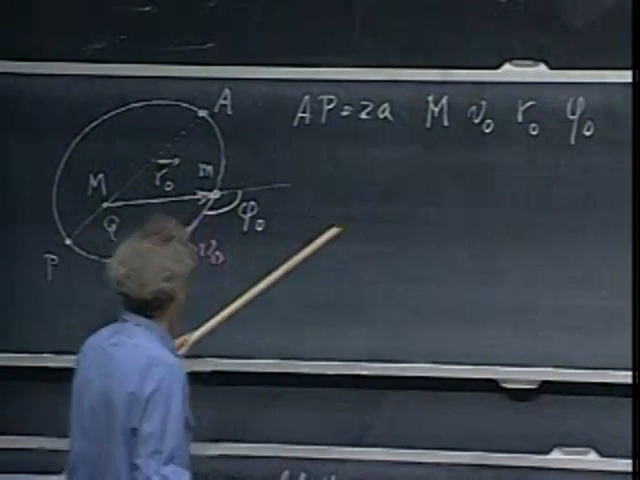 A
AP = 2a M v₀ r₀ φ₀
M r₀ m
Q φ₀
P v₀